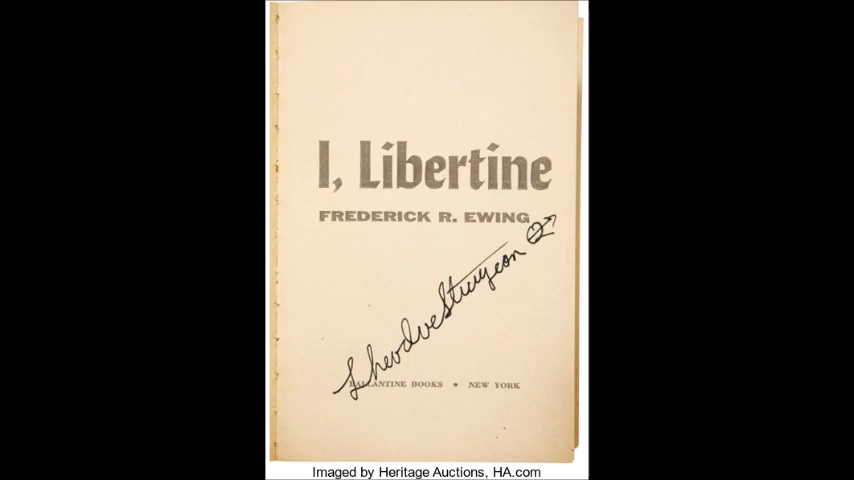 I, Libertine
FREDERICK R. EWING
Theodore Sturgeon
BALLANTINE BOOKS • NEW YORK
Imaged by Heritage Auctions, HA.com